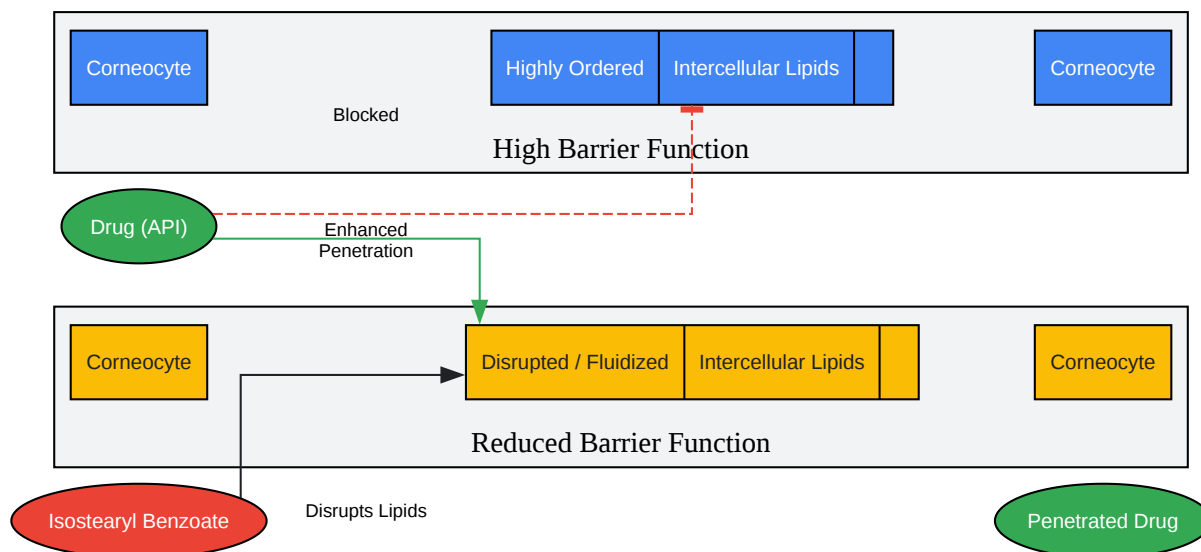 Corneocyte
Highly Ordered
Intercellular Lipids
Corneocyte
Blocked
High Barrier Function
Drug (API)
Enhanced
Penetration
Corneocyte
Disrupted / Fluidized
Intercellular Lipids
Corneocyte
Reduced Barrier Function
Isostearyl Benzoate
Disrupts Lipids
Penetrated Drug